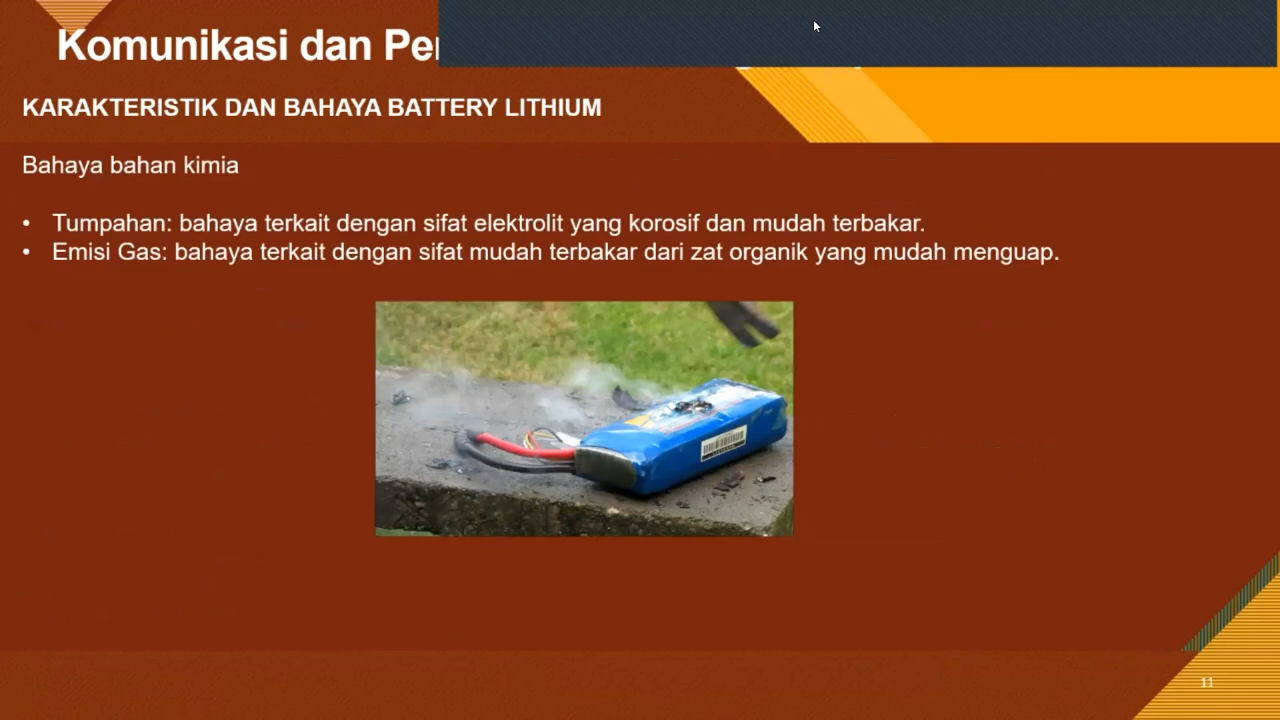 Komunikasi dan
KARAKTERISTIK DAN BAHAYA BATTERY LITHIUM
Bahaya bahan kimia
• Tumpahan: bahaya terkait dengan sifat elektrolit yang korosif dan mudah terbakar.
• Emisi Gas: bahaya terkait dengan sifat mudah terbakar dari zat organik yang mudah menguap.
11